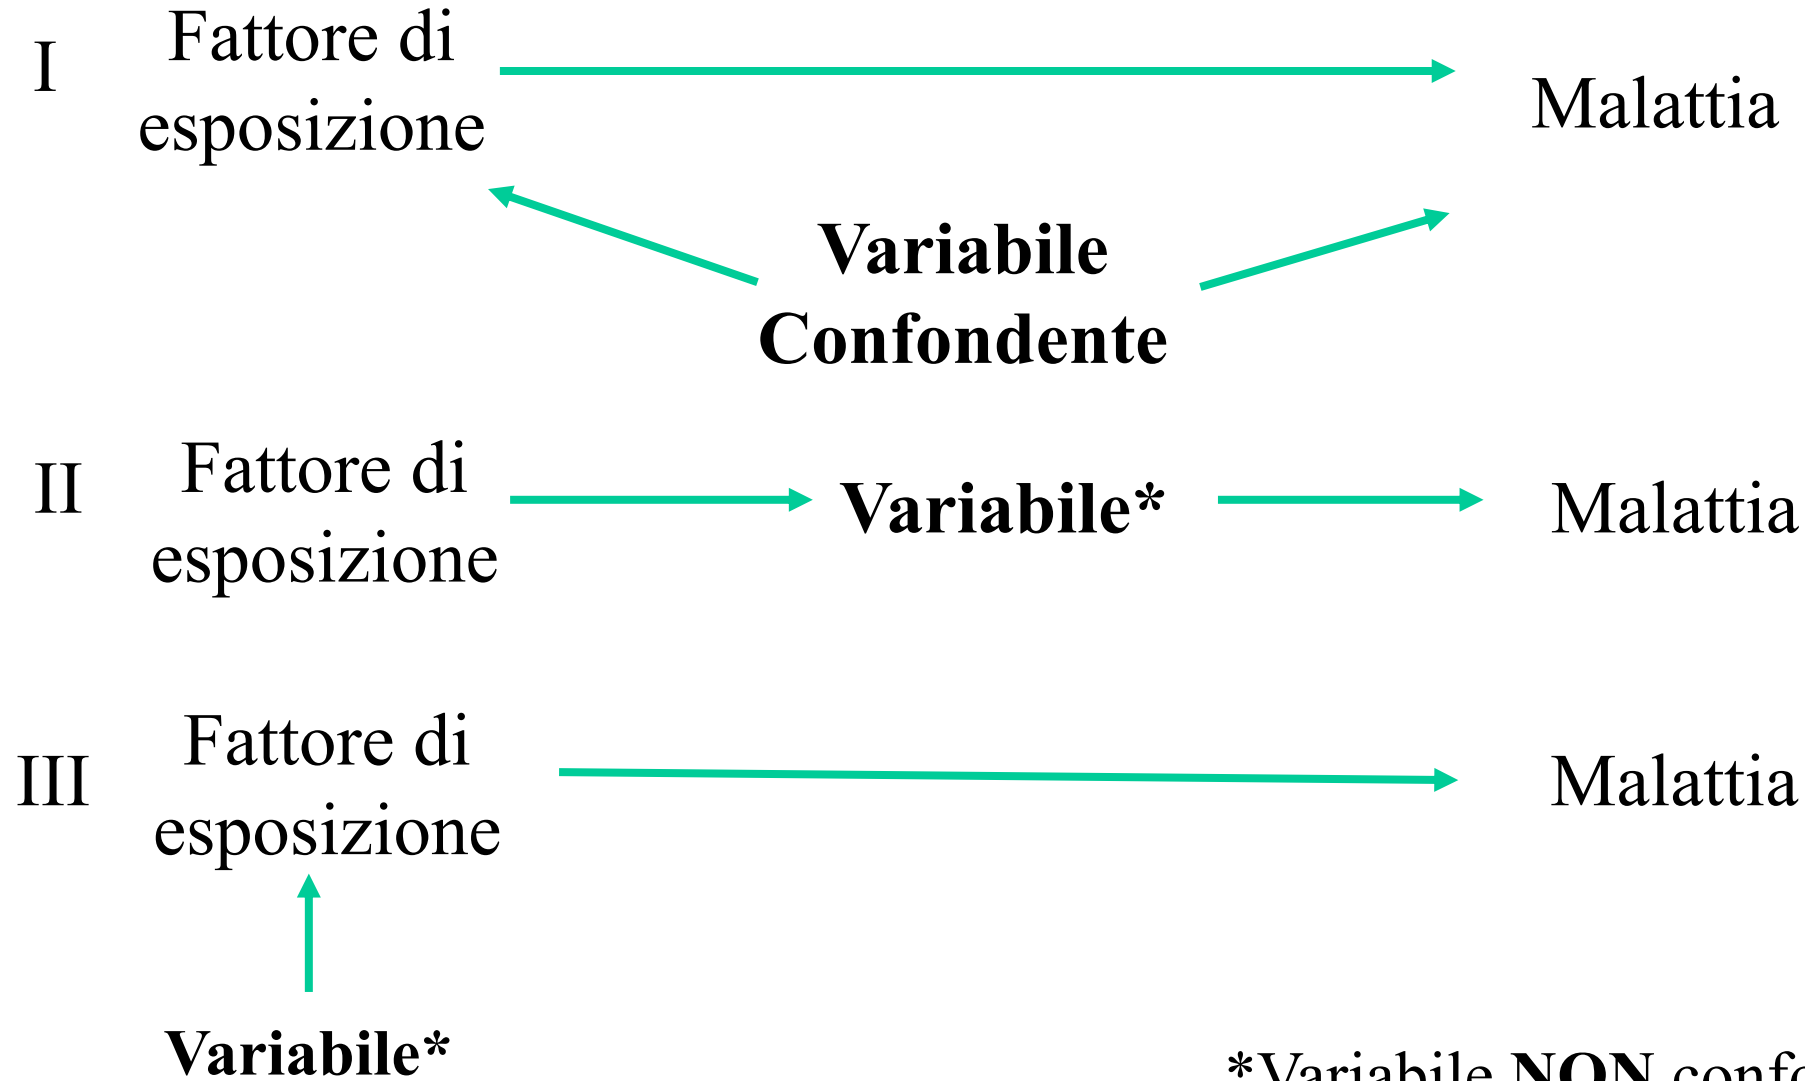 I
Fattore di
esposizione
Malattia
Variabile
Confondente
II
Fattore di
esposizione
Variabile*
Malattia
III
Fattore di
esposizione
Malattia
Variabile*
*Variabile NON